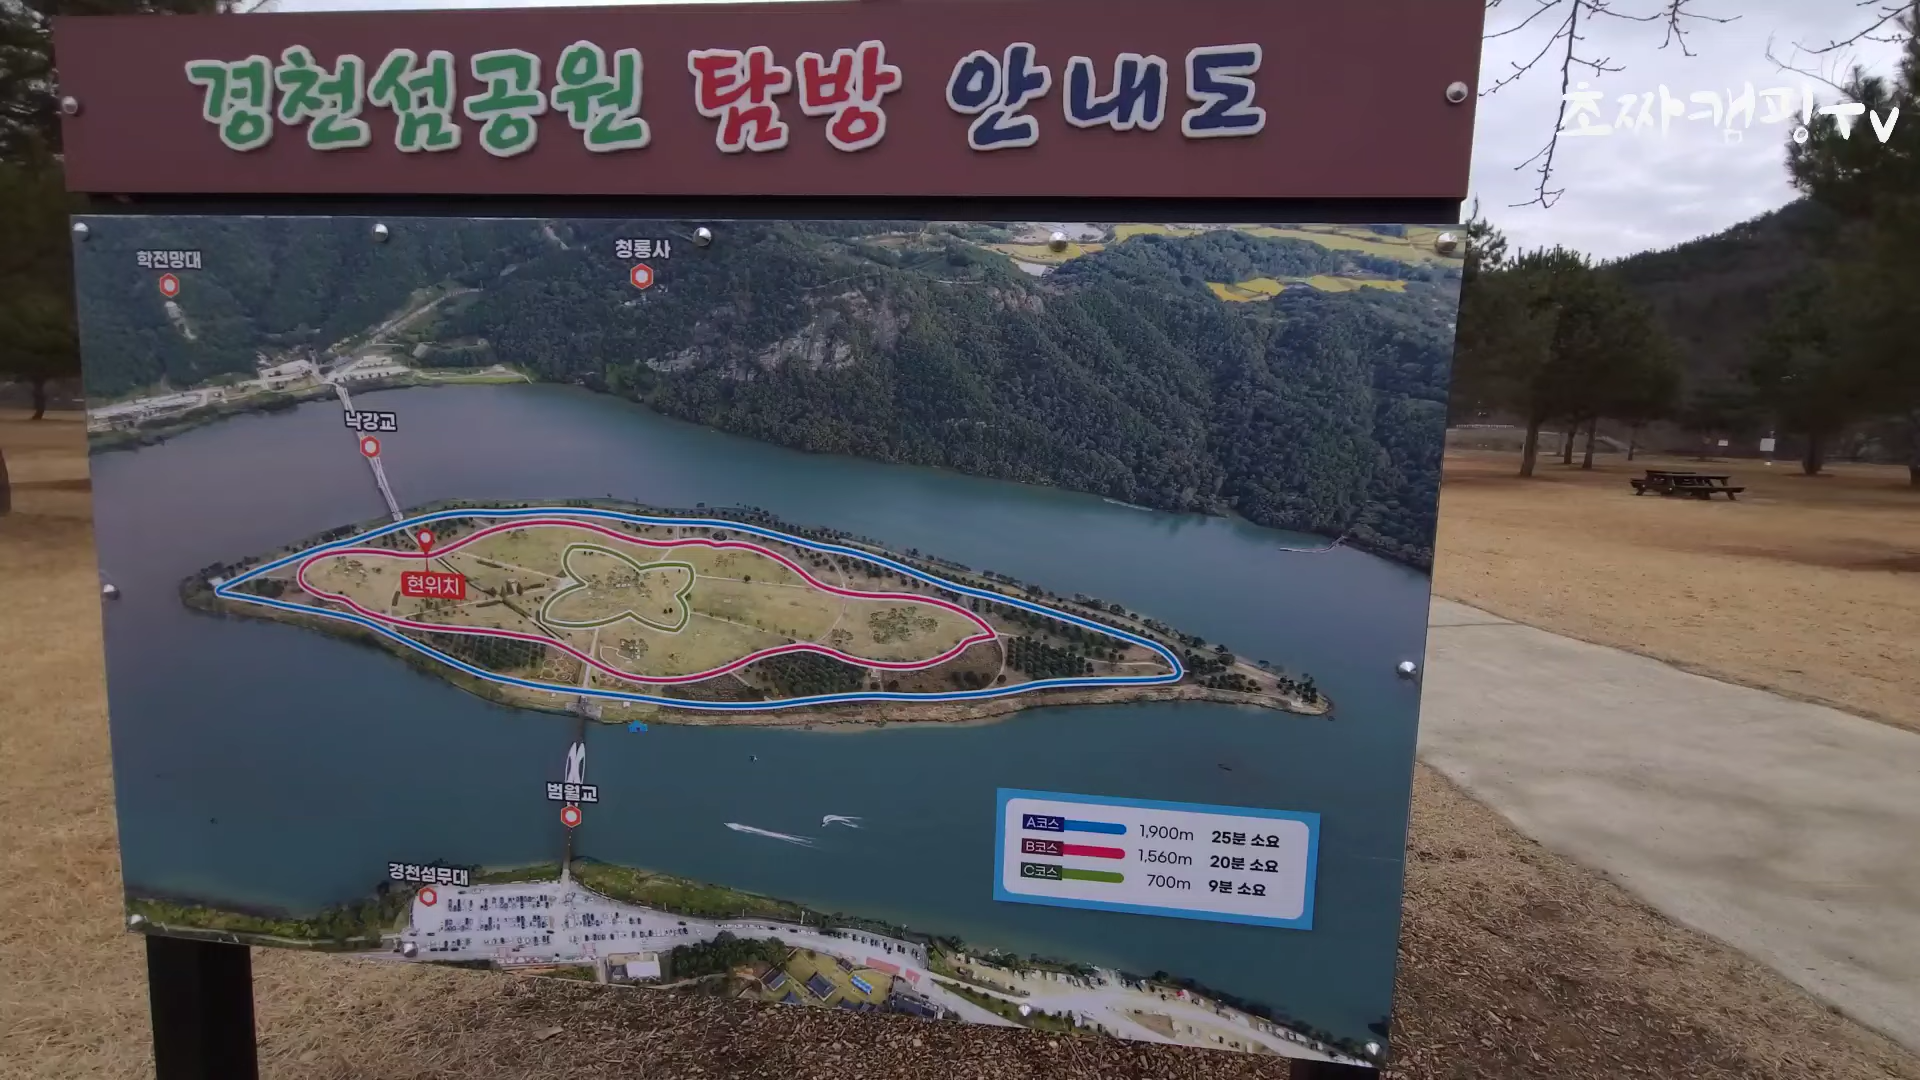 경천섬공원 탐방 안내도
초짜캠핑TV
학전망대
청룡사
낙강교
현위치
범월교
경천섬무대
A코스 1,900m 25분 소요
B코스 1,560m 20분 소요
C코스 700m 9분 소요